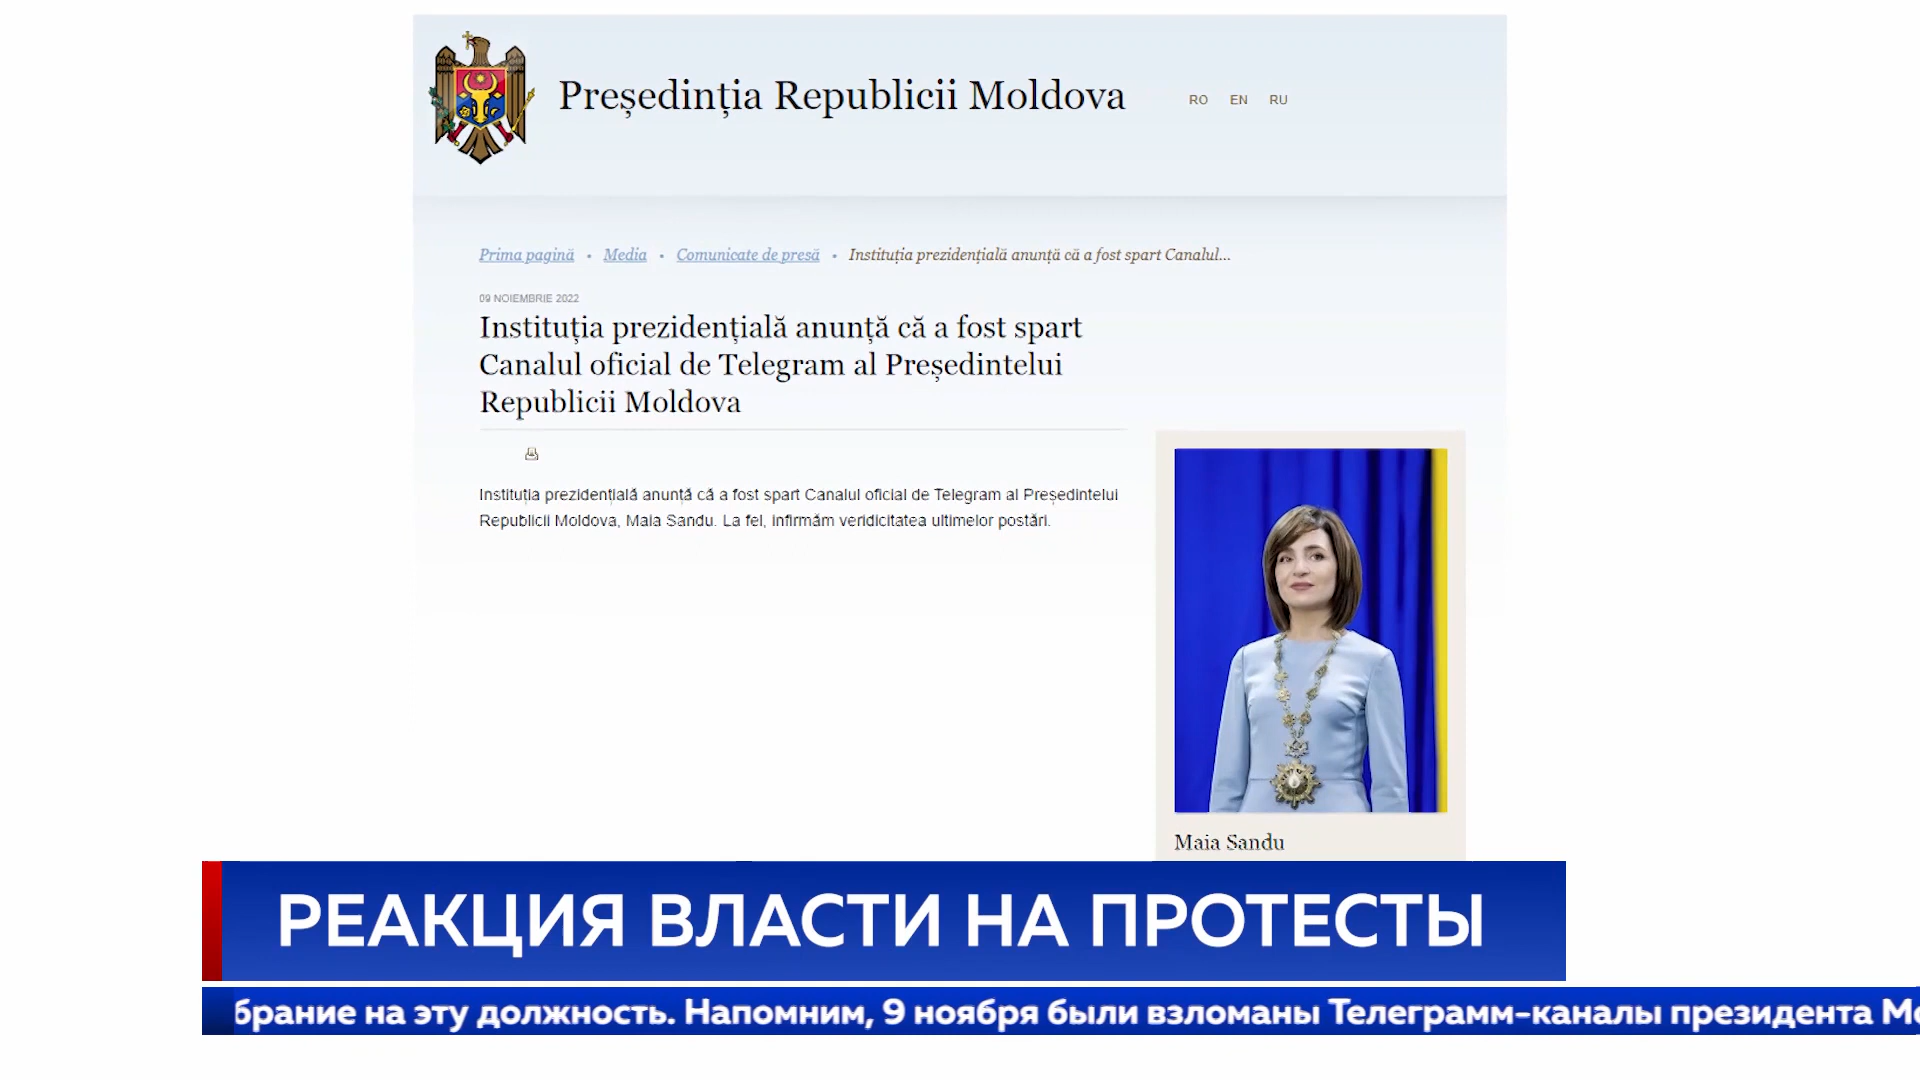 Președinția Republicii Moldova
RO EN RU
Prima pagină • Media • Comunicate de presă • Instituția prezidențială anunță că a fost spart Canalul...
09 NOIEMBRIE 2022
Instituția prezidențială anunță că a fost spart
Canalul oficial de Telegram al Președintelui
Republicii Moldova
Instituția prezidențială anunță că a fost spart Canalul oficial de Telegram al Președintelui
Republicii Moldova, Maia Sandu. La fel, infirmăm veridicitatea ultimelor postări.
Maia Sandu
РЕАКЦИЯ ВЛАСТИ НА ПРОТЕСТЫ
брание на эту должность. Напомним, 9 ноября были взломаны Телеграмм-каналы президента